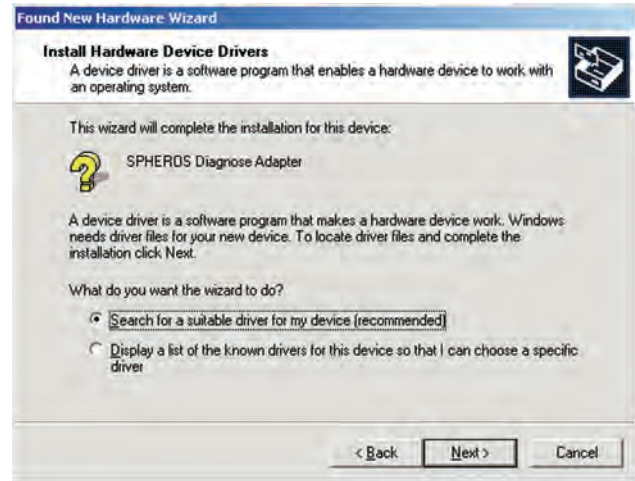 Found New Hardware Wizard
Install Hardware Device Drivers
A device driver is a software program that enables a hardware device to work with
an operating system.
This wizard will complete the installation for this device:
SPHEROS Diagnose Adapter
A device driver is a software program that makes a hardware device work. Windows
needs driver files for your new device. To locate driver files and complete the
installation click Next.
What do you want the wizard to do?
Search for a suitable driver for my device (recommended)
Display a list of the known drivers for this device so that I can choose a specific
driver
< Back Next > Cancel